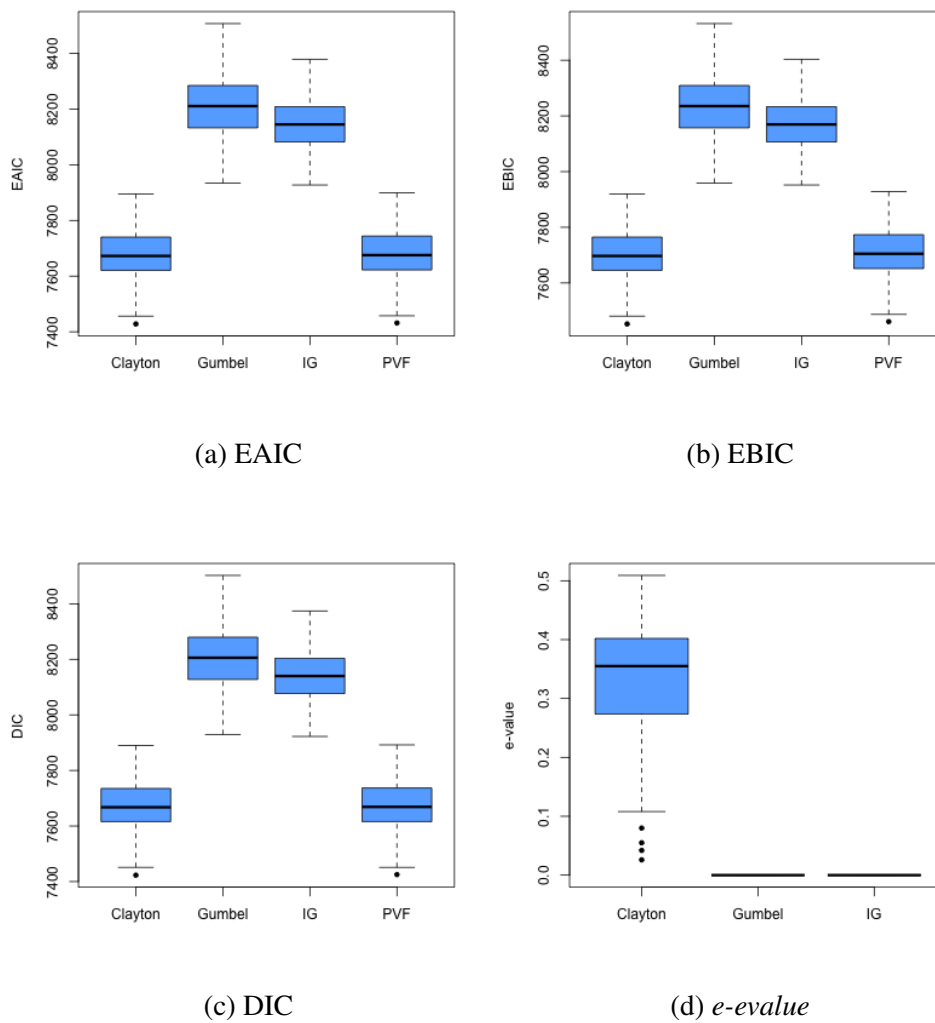 EAIC
8400
8200
8000
7800
7600
7400
Clayton Gumbel IG PVF
(a) EAIC
EBIC
8400
8200
8000
7800
7600
Clayton Gumbel IG PVF
(b) EBIC
DIC
8400
8200
8000
7800
7600
7400
Clayton Gumbel IG PVF
(c) DIC
e-value
0.5
0.4
0.3
0.2
0.1
0.0
Clayton Gumbel IG
(d) e-evalue